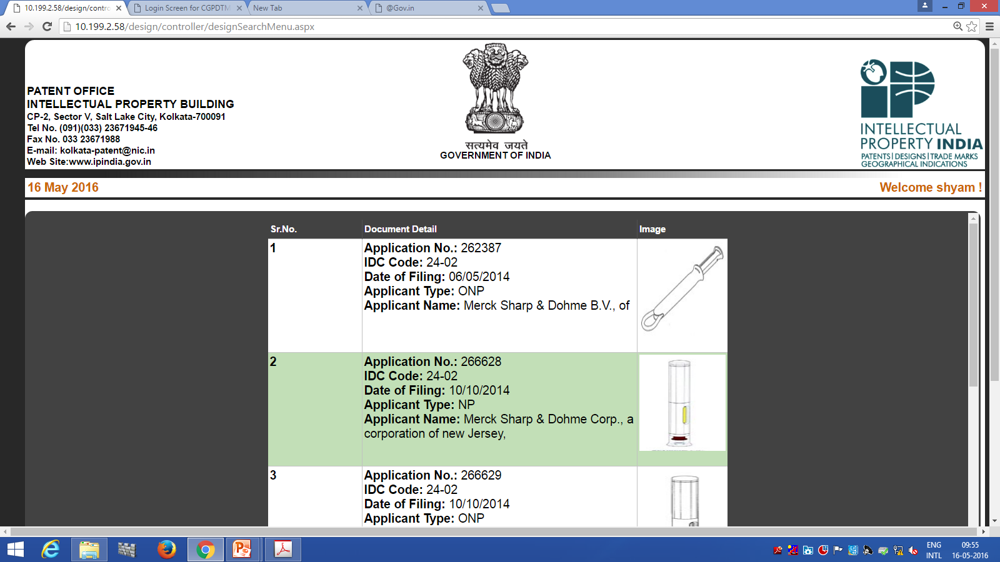 10.199.2.58/design/contro
Login Screen for CGPDTM
New Tab
@Gov.in
10.199.2.58/design/controller/designSearchMenu.aspx
PATENT OFFICE
INTELLECTUAL PROPERTY BUILDING
CP-2, Sector V, Salt Lake City, Kolkata-700091
Tel No. (091)(033) 23671945-46
Fax No. 033 23671988
E-mail: kolkata-patent@nic.in
Web Site:www.ipindia.gov.in
सत्यमेव जयते
GOVERNMENT OF INDIA
INTELLECTUAL
PROPERTY INDIA
PATENTS|DESIGNS|TRADE MARKS
GEOGRAPHICAL INDICATIONS
16 May 2016
Welcome shyam !
Sr.No. Document Detail Image
1
Application No.: 262387
IDC Code: 24-02
Date of Filing: 06/05/2014
Applicant Type: ONP
Applicant Name: Merck Sharp & Dohme B.V., of
2
Application No.: 266628
IDC Code: 24-02
Date of Filing: 10/10/2014
Applicant Type: NP
Applicant Name: Merck Sharp & Dohme Corp., a
corporation of new Jersey,
3
Application No.: 266629
IDC Code: 24-02
Date of Filing: 10/10/2014
Applicant Type: ONP
ENG
INTL
09:55
16-05-2016